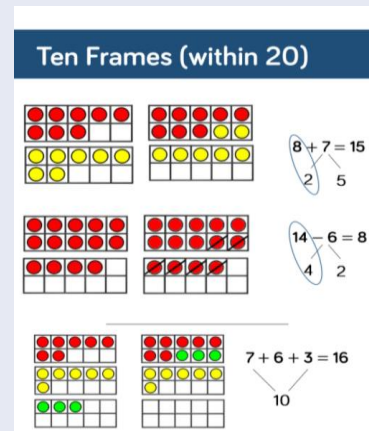 Ten Frames (within 20)
8 + 7 = 15
2 5
14 − 6 = 8
4 2
7 + 6 + 3 = 16
10